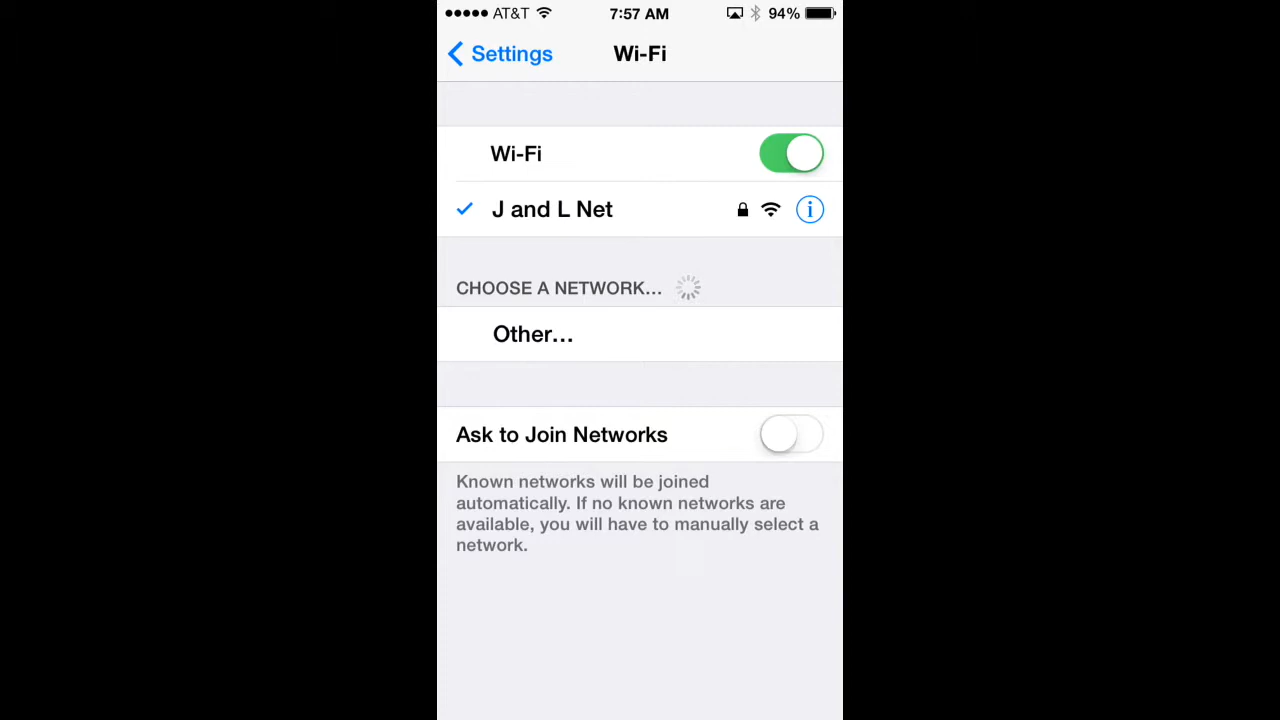 AT&T 7:57 AM 94%
Settings Wi-Fi
Wi-Fi
J and L Net
CHOOSE A NETWORK...
Other...
Ask to Join Networks
Known networks will be joined
automatically. If no known networks are
available, you will have to manually select a
network.